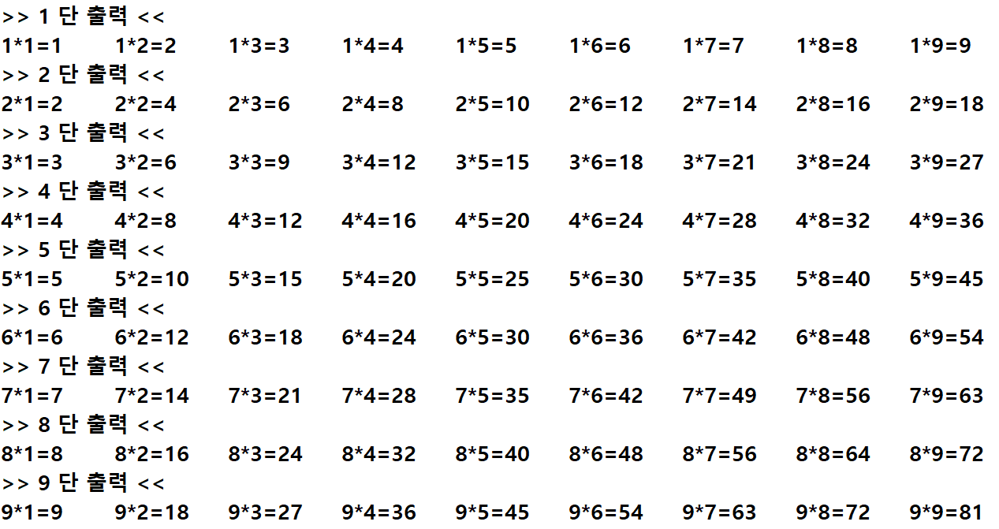 >> 1 단 출력 <<
1*1=1 1*2=2 1*3=3 1*4=4 1*5=5 1*6=6 1*7=7 1*8=8 1*9=9
>> 2 단 출력 <<
2*1=2 2*2=4 2*3=6 2*4=8 2*5=10 2*6=12 2*7=14 2*8=16 2*9=18
>> 3 단 출력 <<
3*1=3 3*2=6 3*3=9 3*4=12 3*5=15 3*6=18 3*7=21 3*8=24 3*9=27
>> 4 단 출력 <<
4*1=4 4*2=8 4*3=12 4*4=16 4*5=20 4*6=24 4*7=28 4*8=32 4*9=36
>> 5 단 출력 <<
5*1=5 5*2=10 5*3=15 5*4=20 5*5=25 5*6=30 5*7=35 5*8=40 5*9=45
>> 6 단 출력 <<
6*1=6 6*2=12 6*3=18 6*4=24 6*5=30 6*6=36 6*7=42 6*8=48 6*9=54
>> 7 단 출력 <<
7*1=7 7*2=14 7*3=21 7*4=28 7*5=35 7*6=42 7*7=49 7*8=56 7*9=63
>> 8 단 출력 <<
8*1=8 8*2=16 8*3=24 8*4=32 8*5=40 8*6=48 8*7=56 8*8=64 8*9=72
>> 9 단 출력 <<
9*1=9 9*2=18 9*3=27 9*4=36 9*5=45 9*6=54 9*7=63 9*8=72 9*9=81